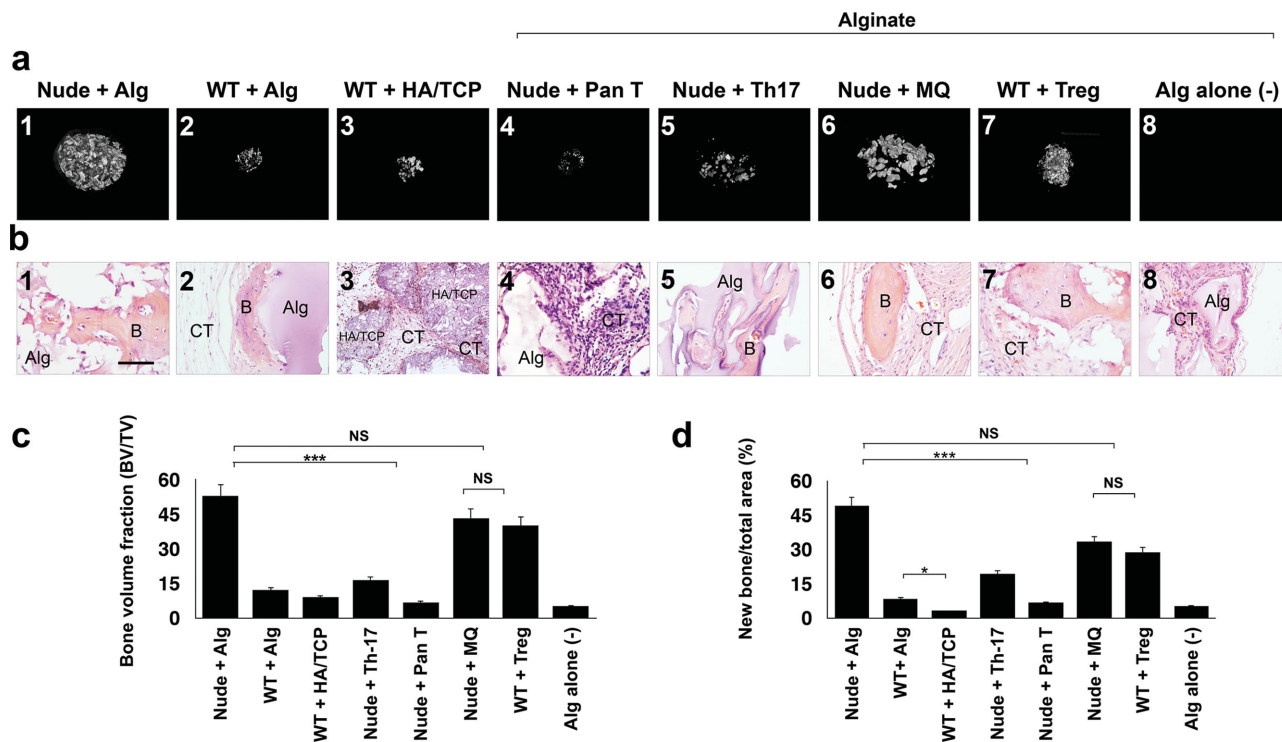 Alginate
a
Nude + Alg WT + Alg WT + HA/TCP Nude + Pan T Nude + Th17 Nude + MQ WT + Treg Alg alone (-)
1 2 3 4 5 6 7 8
b
1 2 3 4 5 6 7 8
Alg B
CT B Alg
HA/TCP HA/TCP CT CT
Alg CT
Alg B
B CT
B CT
Alg CT
c
Bone volume fraction (BV/TV)
NS
***
NS
60
45
30
15
0
Nude + Alg
WT + Alg
WT + HA/TCP
Nude + Th-17
Nude + Pan T
Nude + MQ
WT + Treg
Alg alone (-)
d
New bone/total area (%)
NS
***
NS
*
60
45
30
15
0
Nude + Alg
WT+ Alg
WT + HA/TCP
Nude + Th-17
Nude + Pan T
Nude + MQ
WT + Treg
Alg alone (-)